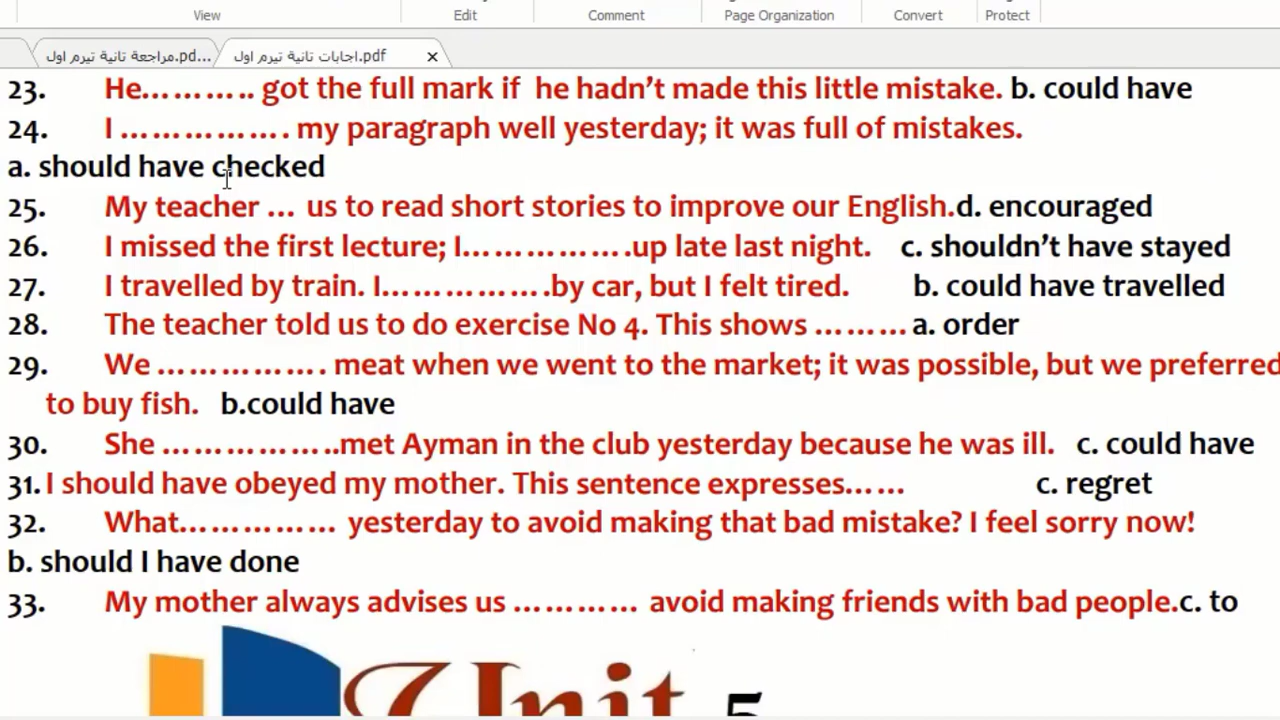 View
Edit
Comment
Page Organization
Convert
Protect
مراجعة تانية تيرم اول.pd...
اجابات تانية تيرم اول.pdf
23. He……….. got the full mark if he hadn’t made this little mistake. b. could have
24. I ……………. my paragraph well yesterday; it was full of mistakes.
a. should have checked
25. My teacher … us to read short stories to improve our English.d. encouraged
26. I missed the first lecture; I…………….up late last night. c. shouldn’t have stayed
27. I travelled by train. I…………….by car, but I felt tired. b. could have travelled
28. The teacher told us to do exercise No 4. This shows ……… a. order
29. We ……………. meat when we went to the market; it was possible, but we preferred
to buy fish. b.could have
30. She ……………..met Ayman in the club yesterday because he was ill. c. could have
31. I should have obeyed my mother. This sentence expresses…… c. regret
32. What…………… yesterday to avoid making that bad mistake? I feel sorry now!
b. should I have done
33. My mother always advises us ………… avoid making friends with bad people.c. to
Unit 5